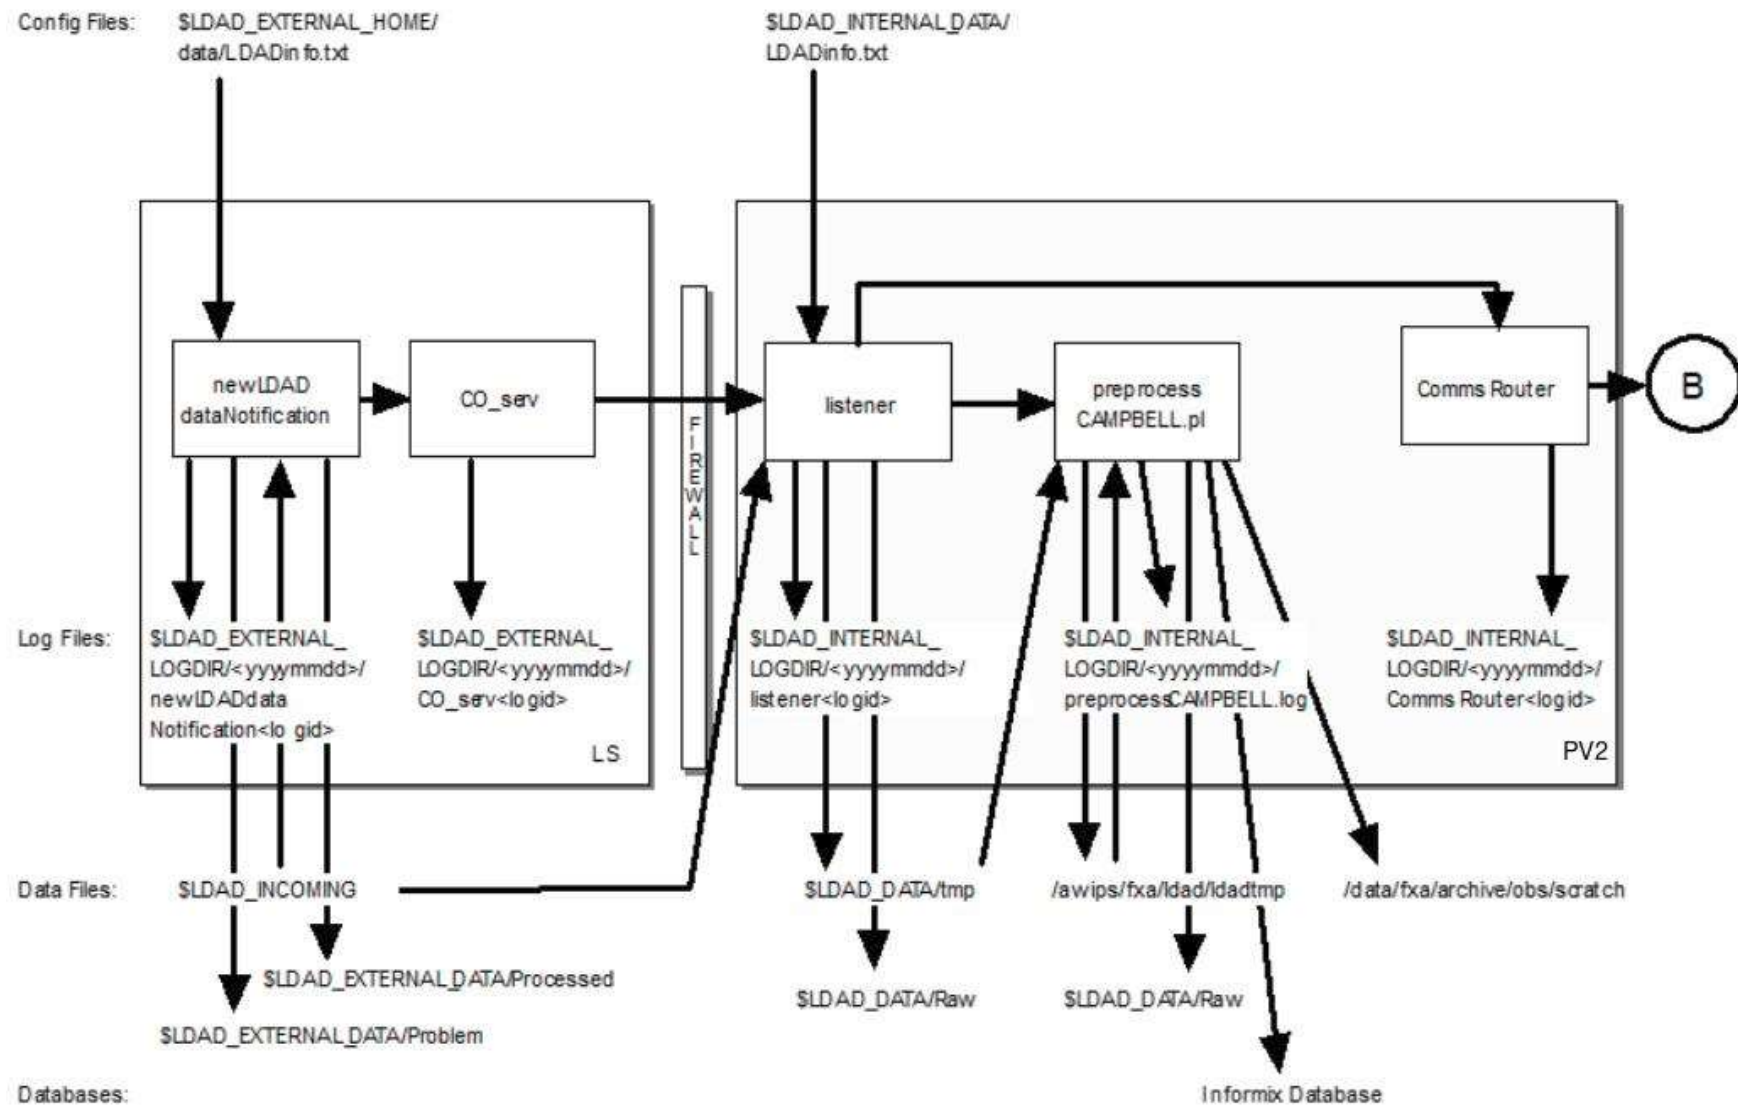 Config Files:
$LDAD_EXTERNAL_HOME/
data/LDADinfo.txt
$LDAD_INTERNAL_DATA/
LDADinfo.txt
newLDAD
dataNotification
CO_serv
FIREWALL
listener
preprocess
CAMPBELL.pl
Comms Router
B
Log Files:
$LDAD_EXTERNAL_
LOGDIR/<yyyymmdd>/
newLDADdata
Notification<lo gid>
$LDAD_EXTERNAL_
LOGDIR/<yyyymmdd>/
CO_serv<logid>
LS
$LDAD_INTERNAL_
LOGDIR/<yyyymmdd>/
listener<logid>
$LDAD_INTERNAL_
LOGDIR/<yyyymmdd>/
preprocessCAMPBELL.log
$LDAD_INTERNAL_
LOGDIR/<yyyymmdd>/
Comms Router<logid>
PV2
Data Files:
$LDAD_INCOMING
$LDAD_DATA/tmp
/awips/fxa/ldad/ldadtmp
/data/fxa/archive/obs/scratch
$LDAD_EXTERNAL_DATA/Processed
$LDAD_DATA/Raw
$LDAD_DATA/Raw
$LDAD_EXTERNAL_DATA/Problem
Databases:
Informix Database